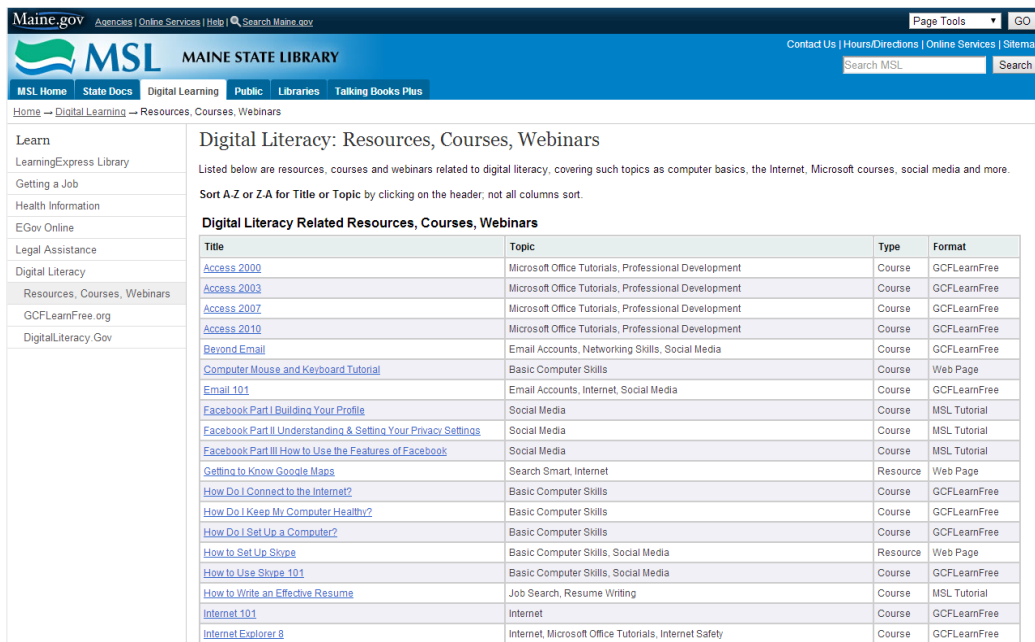 Maine.gov Agencies | Online Services | Help | Search Maine.gov Page Tools GO
Contact Us | Hours/Directions | Online Services | Sitema
MSL MAINE STATE LIBRARY
Search MSL Search
MSL Home State Docs Digital Learning Public Libraries Talking Books Plus
Home → Digital Learning → Resources, Courses, Webinars
Learn
LearningExpress Library
Getting a Job
Health Information
EGov Online
Legal Assistance
Digital Literacy
Resources, Courses, Webinars
GCFLearnFree.org
DigitalLiteracy.Gov
Digital Literacy: Resources, Courses, Webinars
Listed below are resources, courses and webinars related to digital literacy, covering such topics as computer basics, the Internet, Microsoft courses, social media and more.
Sort A-Z or Z-A for Title or Topic by clicking on the header; not all columns sort.
Digital Literacy Related Resources, Courses, Webinars
Title Topic Type Format
Access 2000 Microsoft Office Tutorials, Professional Development Course GCFLearnFree
Access 2003 Microsoft Office Tutorials, Professional Development Course GCFLearnFree
Access 2007 Microsoft Office Tutorials, Professional Development Course GCFLearnFree
Access 2010 Microsoft Office Tutorials, Professional Development Course GCFLearnFree
Beyond Email Email Accounts, Networking Skills, Social Media Course GCFLearnFree
Computer Mouse and Keyboard Tutorial Basic Computer Skills Course Web Page
Email 101 Email Accounts, Internet, Social Media Course GCFLearnFree
Facebook Part I Building Your Profile Social Media Course MSL Tutorial
Facebook Part II Understanding & Setting Your Privacy Settings Social Media Course MSL Tutorial
Facebook Part III How to Use the Features of Facebook Social Media Course MSL Tutorial
Getting to Know Google Maps Search Smart, Internet Resource Web Page
How Do I Connect to the Internet? Basic Computer Skills Course GCFLearnFree
How Do I Keep My Computer Healthy? Basic Computer Skills Course GCFLearnFree
How Do I Set Up a Computer? Basic Computer Skills Course GCFLearnFree
How to Set Up Skype Basic Computer Skills, Social Media Resource Web Page
How to Use Skype 101 Basic Computer Skills, Social Media Course GCFLearnFree
How to Write an Effective Resume Job Search, Resume Writing Course MSL Tutorial
Internet 101 Internet Course GCFLearnFree
Internet Explorer 8 Internet, Microsoft Office Tutorials, Internet Safety Course GCFLearnFree